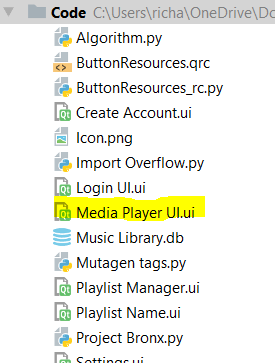 Code C:\Users\richa\OneDrive\Do
Algorithm.py
ButtonResources.qrc
ButtonResources_rc.py
Create Account.ui
Icon.png
Import Overflow.py
Login UI.ui
Media Player UI.ui
Music Library.db
Mutagen tags.py
Playlist Manager.ui
Playlist Name.ui
Project Bronx.py
Settings.ui